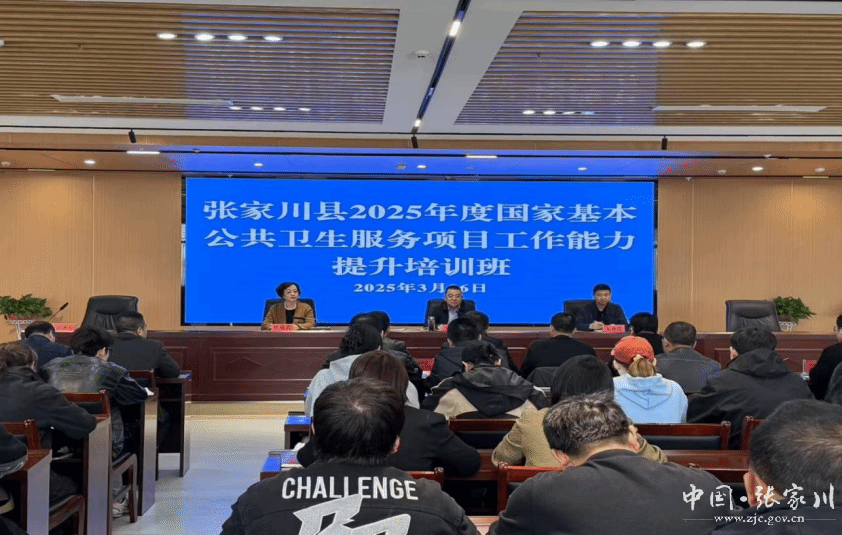 张家川县2025年度国家基本
公共卫生服务项目工作能力
提升培训班
2025年3月 6日
CHALLENGE
中国·张家川
www.zjc.gov.cn